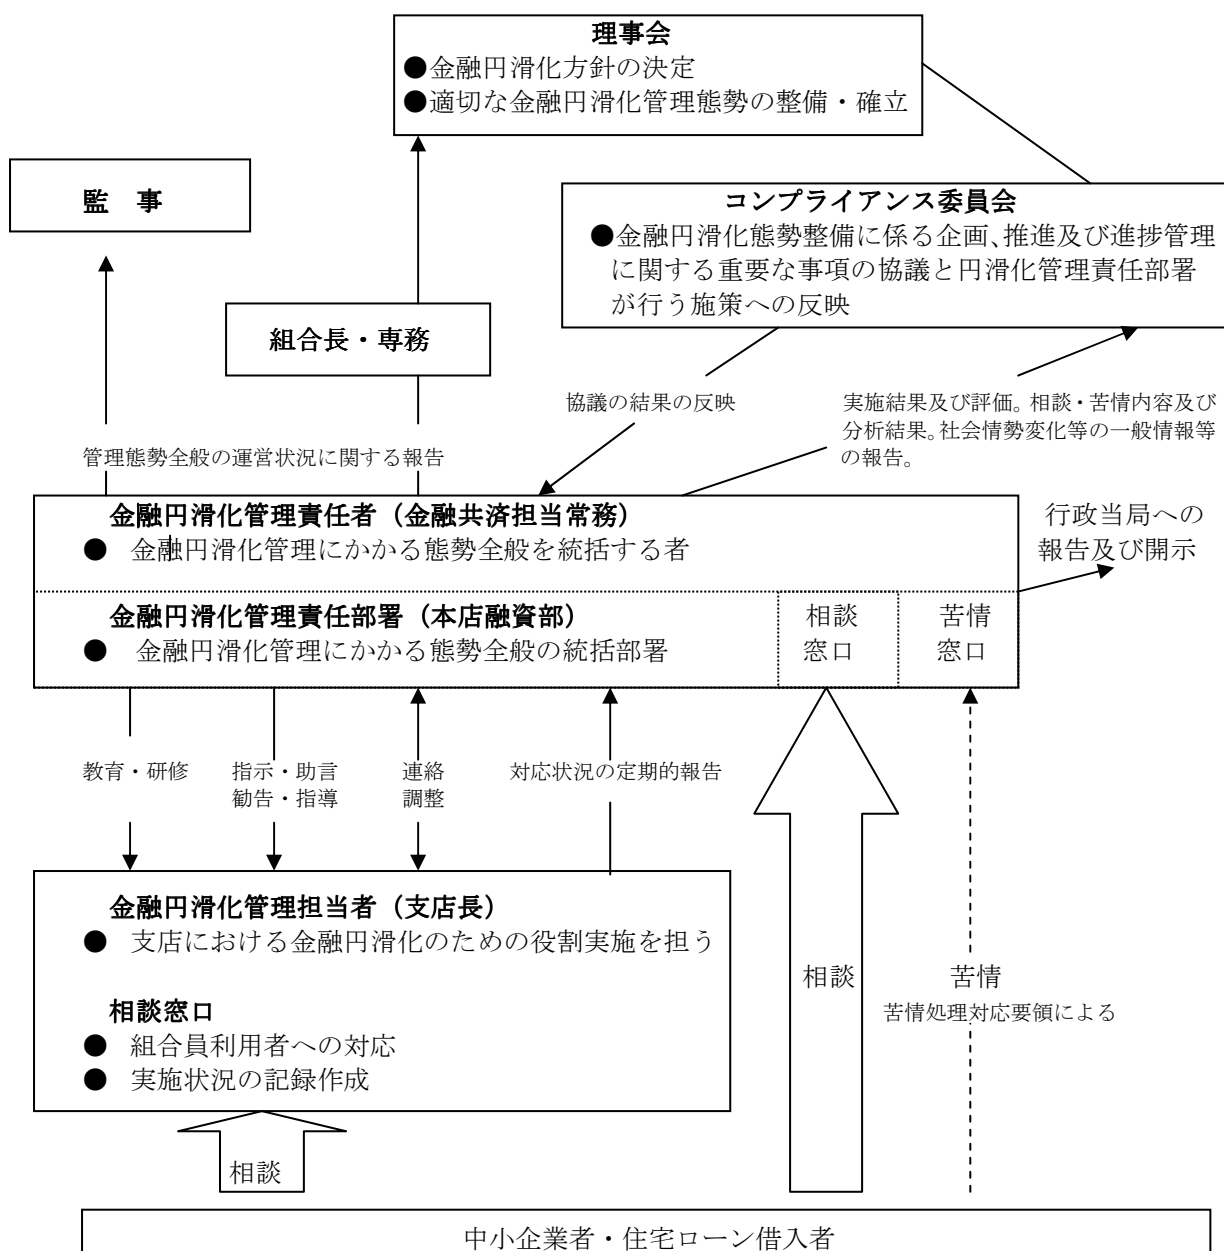 理事会
●金融円滑化方針の決定
●適切な金融円滑化管理態勢の整備・確立
監　事
コンプライアンス委員会
●金融円滑化態勢整備に係る企画、推進及び進捗管理
に関する重要な事項の協議と円滑化管理責任部署
が行う施策への反映
組合長・専務
協議の結果の反映
実施結果及び評価。相談・苦情内容及び
分析結果。社会情勢変化等の一般情報等
の報告。
管理態勢全般の運営状況に関する報告
金融円滑化管理責任者（金融共済担当常務）
●　金融円滑化管理にかかる態勢全般を統括する者
行政当局への
報告及び開示
金融円滑化管理責任部署（本店融資部）
●　金融円滑化管理にかかる態勢全般の統括部署
相談
窓口
苦情
窓口
教育・研修
指示・助言
勧告・指導
連絡
調整
対応状況の定期的報告
金融円滑化管理担当者（支店長）
●　支店における金融円滑化のための役割実施を担う
相談窓口
●　組合員利用者への対応
●　実施状況の記録作成
相談
苦情
苦情処理対応要領による
相談
中小企業者・住宅ローン借入者